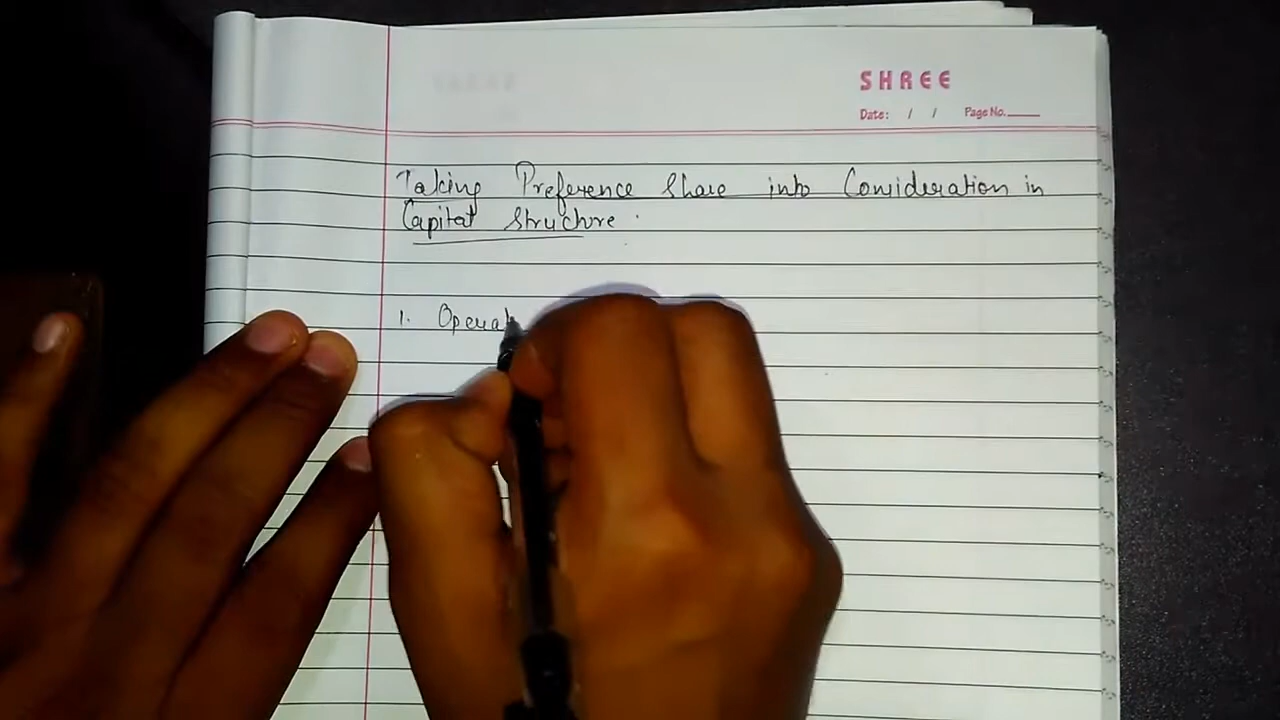 SHREE
Date: / / Page No.
Taking Preference Share into Consideration in
Capital Structure.
1. Operat